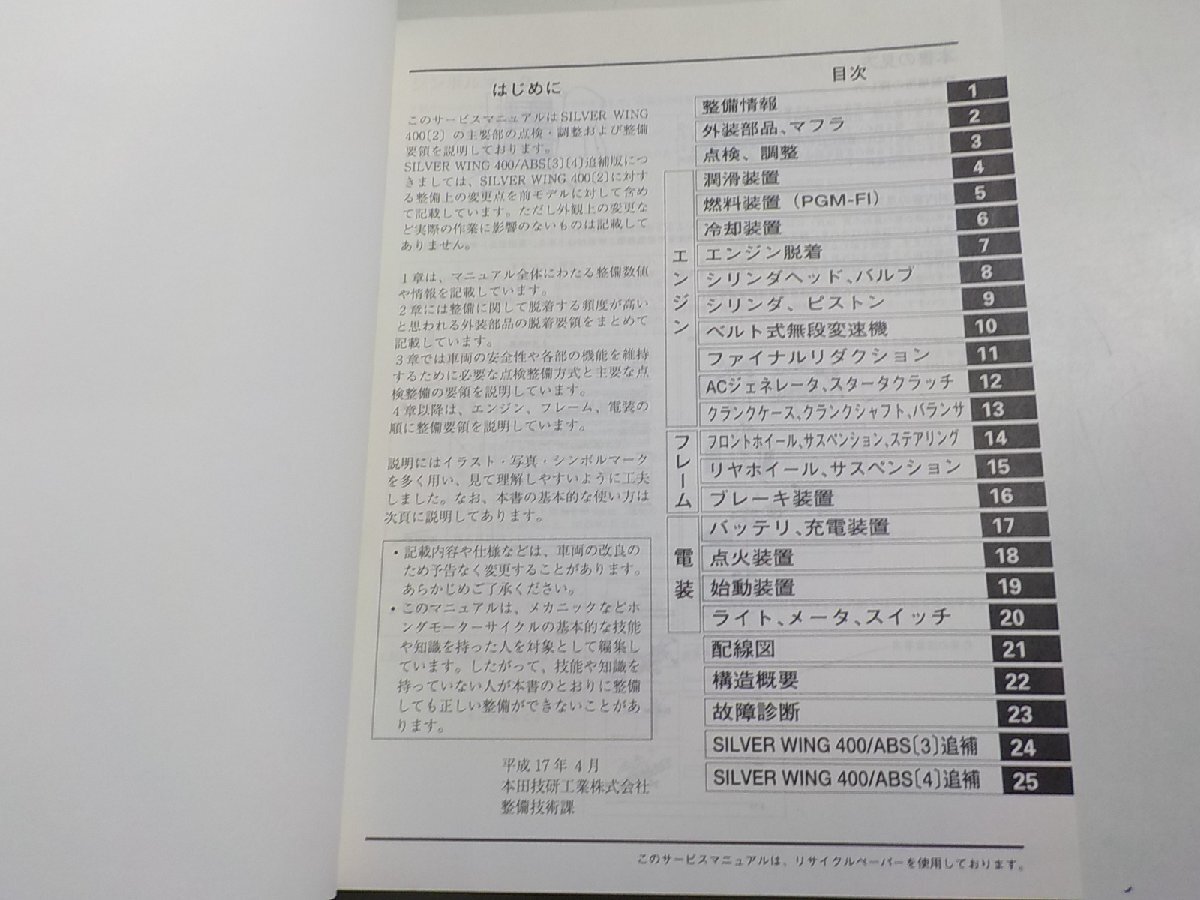 はじめに
このサービスマニュアルはSILVER WING
400〔2〕の主要部の点検・調整および整備
要領を説明しております。
SILVER WING 400/ABS〔3〕〔4〕追補版につ
きましては、SILVER WING 400〔2〕に対す
る整備上の変更点を前モデルに対して含め
て記載しています。ただし外観上の変更な
ど実際の作業に影響のないものは記載して
ありません。
1章は、マニュアル全体にわたる整備数値
や情報を記載しています。
2章には整備に関して脱着する頻度が高い
と思われる外装部品の脱着要領をまとめて
記載しています。
3章では車両の安全性や各部の機能を維持
するために必要な点検整備方式と主要な点
検整備の要領を説明しています。
4章以降は、エンジン、フレーム、電装の
順に整備要領を説明しています。
説明にはイラスト・写真・シンボルマーク
を多く用い、見て理解しやすいように工夫
しました。なお、本書の基本的な使い方は
次頁に説明してあります。
・記載内容や仕様などは、車両の改良の
ため予告なく変更することがあります。
あらかじめご了承ください。
・このマニュアルは、メカニックなどホ
ンダモーターサイクルの基本的な技能
や知識を持った人を対象として編集し
ています。したがって、技能や知識を
持っていない人が本書のとおりに整備
しても正しい整備ができないことがあ
ります。
平成17年 4月
本田技研工業株式会社
整備技術課
目次
整備情報 1
外装部品、マフラ 2
点検、調整 3
エンジン
潤滑装置 4
燃料装置(PGM-FI) 5
冷却装置 6
エンジン脱着 7
シリンダヘッド、バルブ 8
シリンダ、ピストン 9
ベルト式無段変速機 10
ファイナルリダクション 11
ACジェネレータ、スタータクラッチ 12
クランクケース、クランクシャフト、バランサ 13
フレーム
フロントホイール、サスペンション、ステアリング 14
リヤホイール、サスペンション 15
ブレーキ装置 16
電装
バッテリ、充電装置 17
点火装置 18
始動装置 19
ライト、メータ、スイッチ 20
配線図 21
構造概要 22
故障診断 23
SILVER WING 400/ABS〔3〕追補 24
SILVER WING 400/ABS〔4〕追補 25
このサービスマニュアルは、リサイクルペーパーを使用しております。